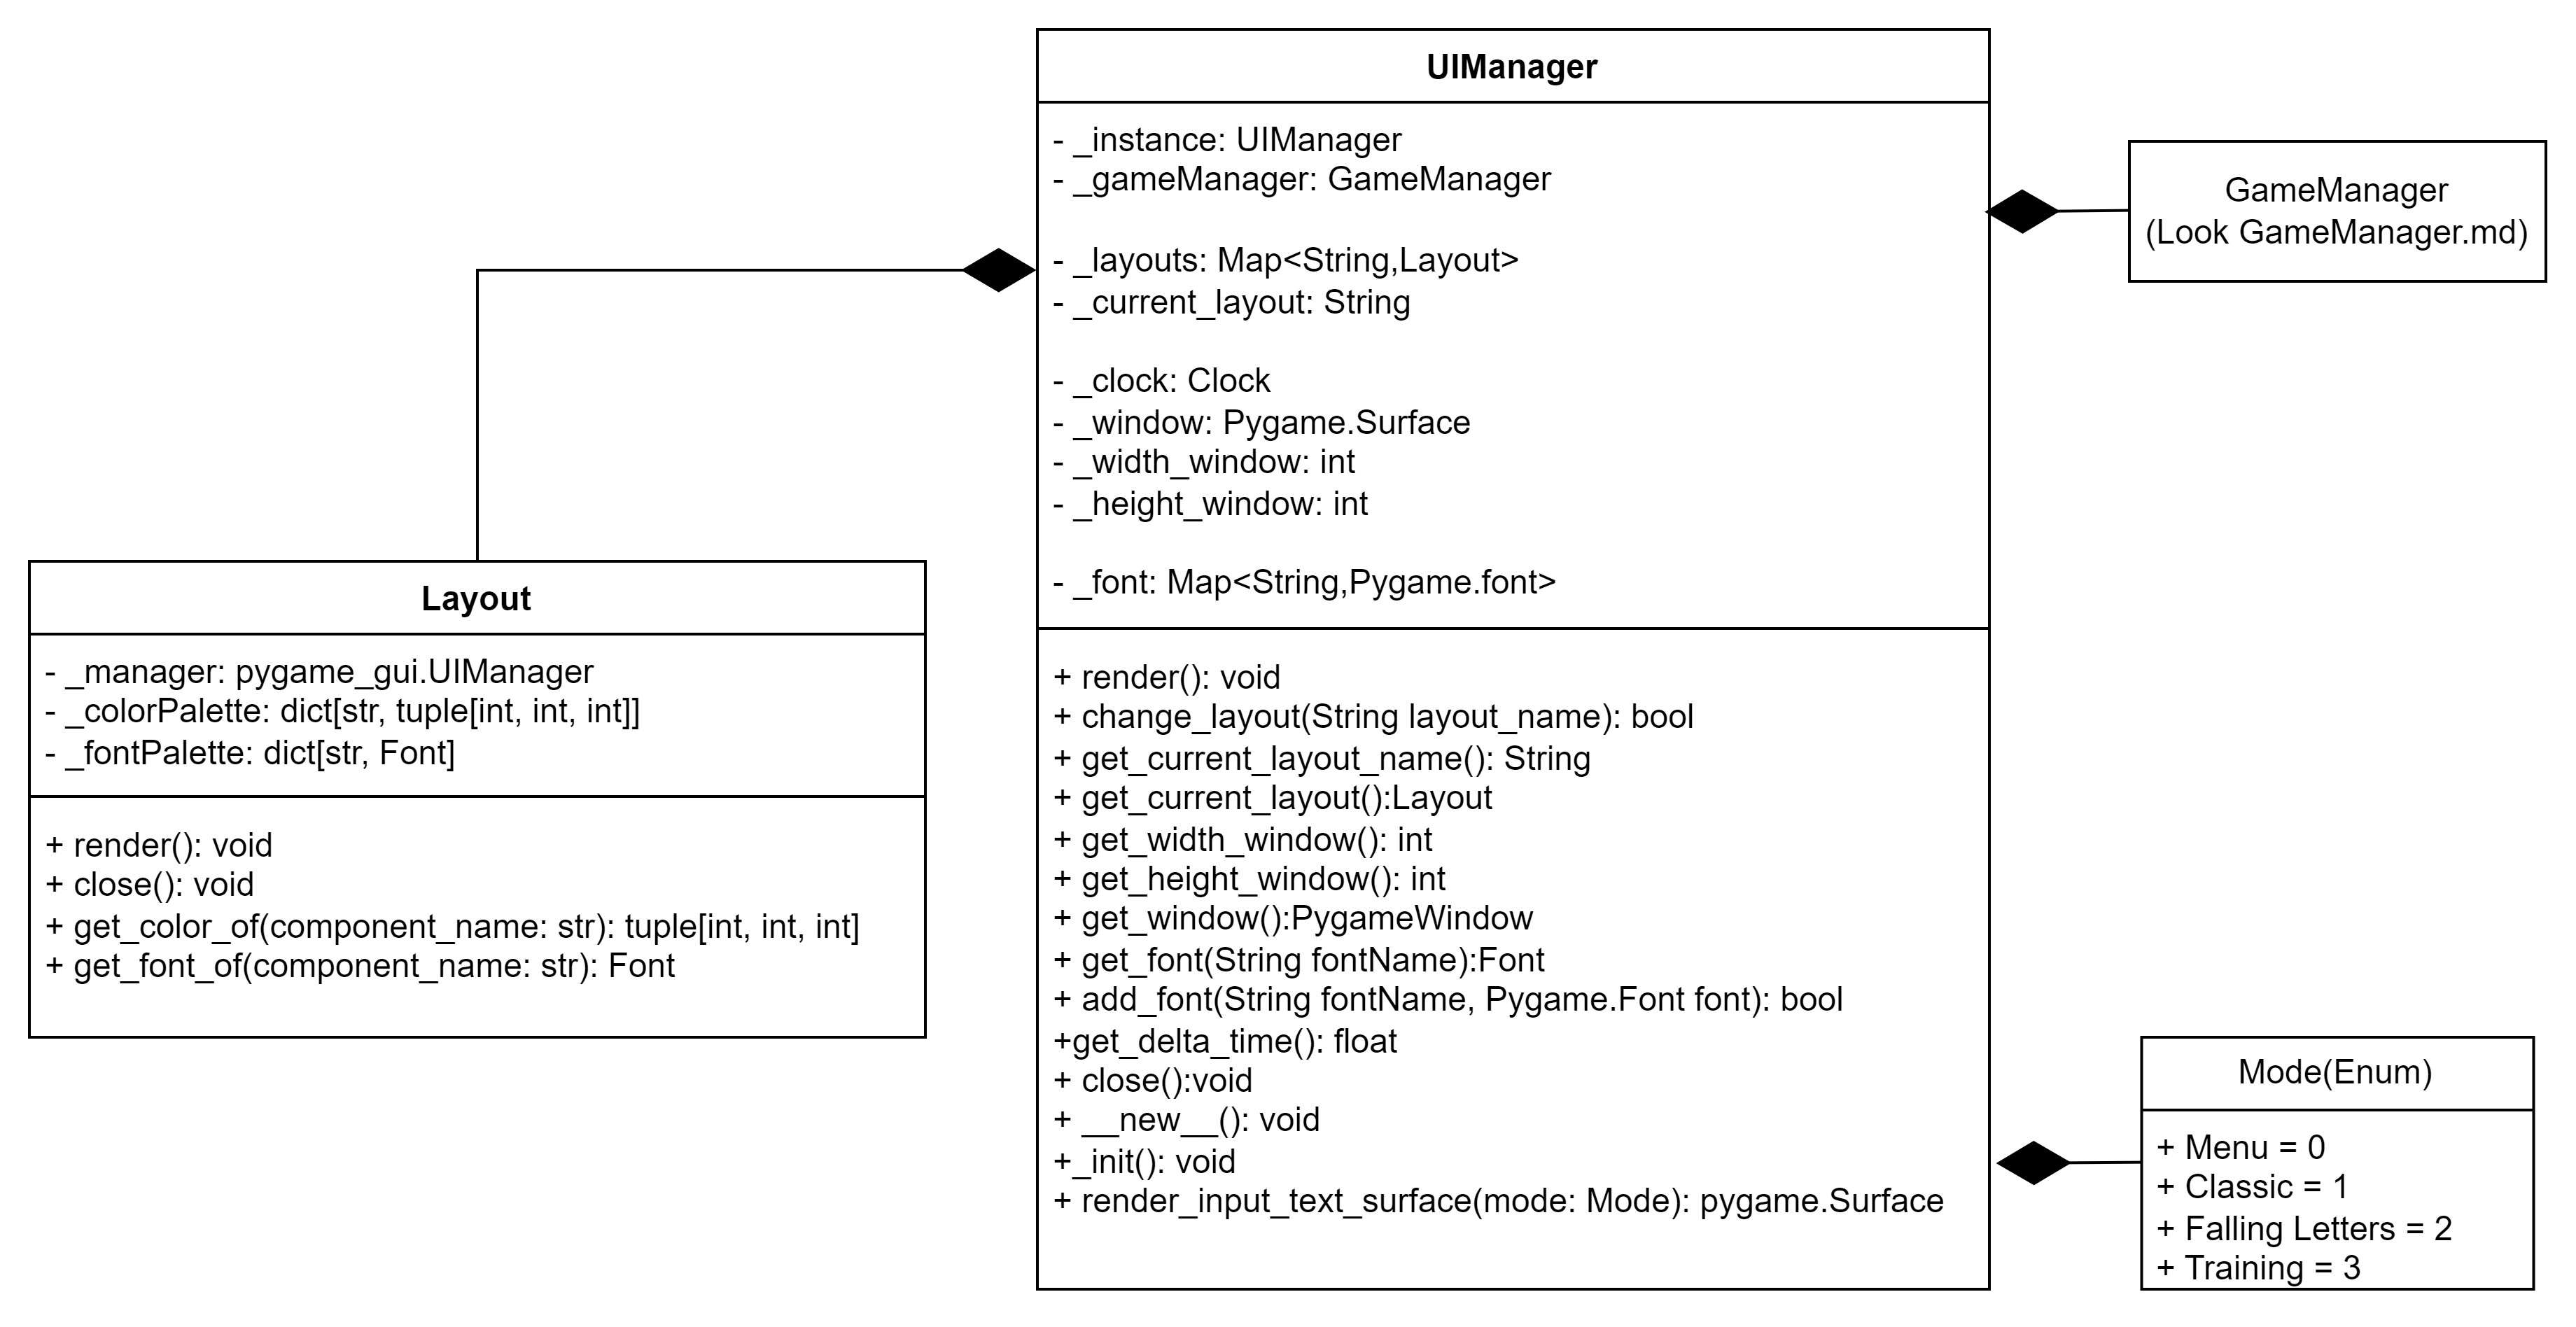 UIManager
- _instance: UIManager
- _gameManager: GameManager
- _layouts: Map<String,Layout>
- _current_layout: String
- _clock: Clock
- _window: Pygame.Surface
- _width_window: int
- _height_window: int
- _font: Map<String,Pygame.font>
+ render(): void
+ change_layout(String layout_name): bool
+ get_current_layout_name(): String
+ get_current_layout():Layout
+ get_width_window(): int
+ get_height_window(): int
+ get_window():PygameWindow
+ get_font(String fontName):Font
+ add_font(String fontName, Pygame.Font font): bool
+get_delta_time(): float
+ close():void
+ __new__(): void
+_init(): void
+ render_input_text_surface(mode: Mode): pygame.Surface
GameManager
(Look GameManager.md)
Layout
- _manager: pygame_gui.UIManager
- _colorPalette: dict[str, tuple[int, int, int]]
- _fontPalette: dict[str, Font]
+ render(): void
+ close(): void
+ get_color_of(component_name: str): tuple[int, int, int]
+ get_font_of(component_name: str): Font
Mode(Enum)
+ Menu = 0
+ Classic = 1
+ Falling Letters = 2
+ Training = 3